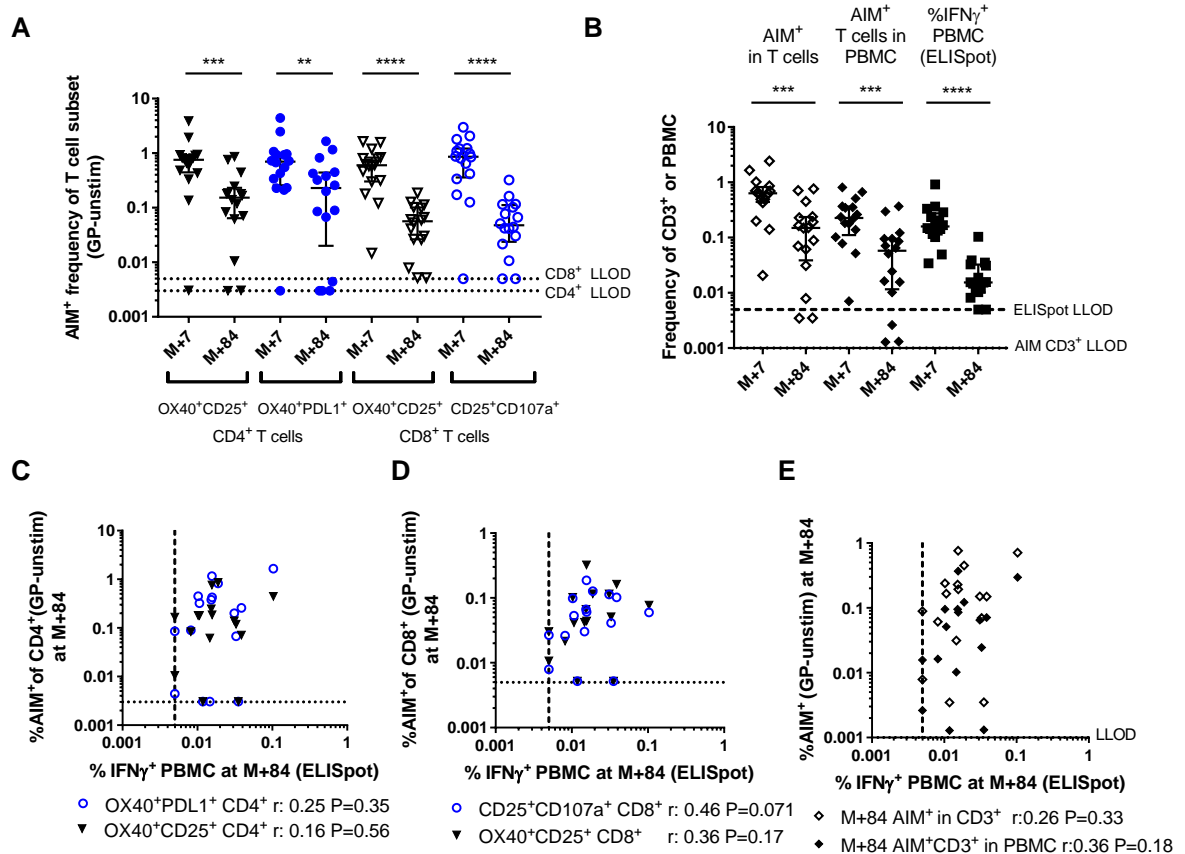 A
*** ** **** ****
AIM⁺ frequency of T cell subset
(GP-unstim)
10
1
0.1
0.01
0.001
CD8⁺ LLOD
CD4⁺ LLOD
M+7 M+84 M+7 M+84 M+7 M+84 M+7 M+84
OX40⁺CD25⁺ OX40⁺PDL1⁺ OX40⁺CD25⁺ CD25⁺CD107a⁺
CD4⁺ T cells CD8⁺ T cells
B
AIM⁺
in T cells
AIM⁺
T cells in
PBMC
%IFNγ⁺
PBMC
(ELISpot)
*** *** ****
Frequency of CD3⁺ or PBMC
10
1
0.1
0.01
0.001
ELISpot LLOD
AIM CD3⁺ LLOD
M+7 M+84 M+7 M+84 M+7 M+84
C
%AIM⁺of CD4⁺(GP-unstim)
at M+84
10
1
0.1
0.01
0.001
0.001 0.01 0.1 1
% IFNγ⁺ PBMC at M+84 (ELISpot)
OX40⁺PDL1⁺ CD4⁺ r: 0.25 P=0.35
OX40⁺CD25⁺ CD4⁺ r: 0.16 P=0.56
D
%AIM⁺of CD8⁺ (GP-unstim)
at M+84
1
0.1
0.01
0.001
0.001 0.01 0.1 1
% IFNγ⁺ PBMC at M+84 (ELISpot)
CD25⁺CD107a⁺ CD8⁺ r: 0.46 P=0.071
OX40⁺CD25⁺ CD8⁺ r: 0.36 P=0.17
E
%AIM⁺ (GP-unstim) at M+84
1
0.1
0.01
0.001
LLOD
0.001 0.01 0.1 1
% IFNγ⁺ PBMC at M+84 (ELISpot)
M+84 AIM⁺ in CD3⁺ r:0.26 P=0.33
M+84 AIM⁺CD3⁺ in PBMC r:0.36 P=0.18